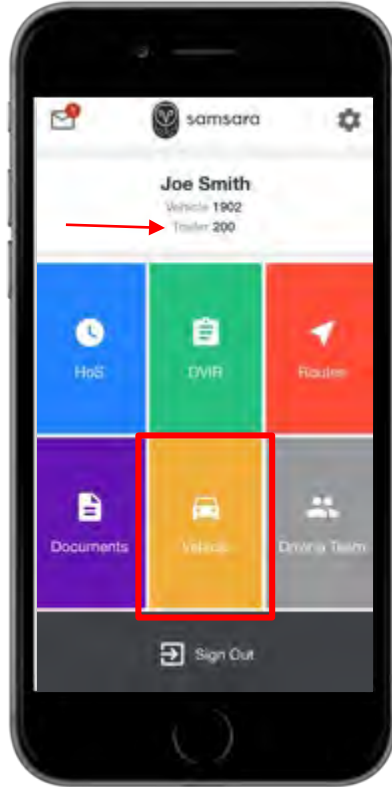 samsara
Joe Smith
Vehicle 1902
Trailer 200
HoS
DVIR
Routes
Documents
Vehicle
Driving Team
Sign Out